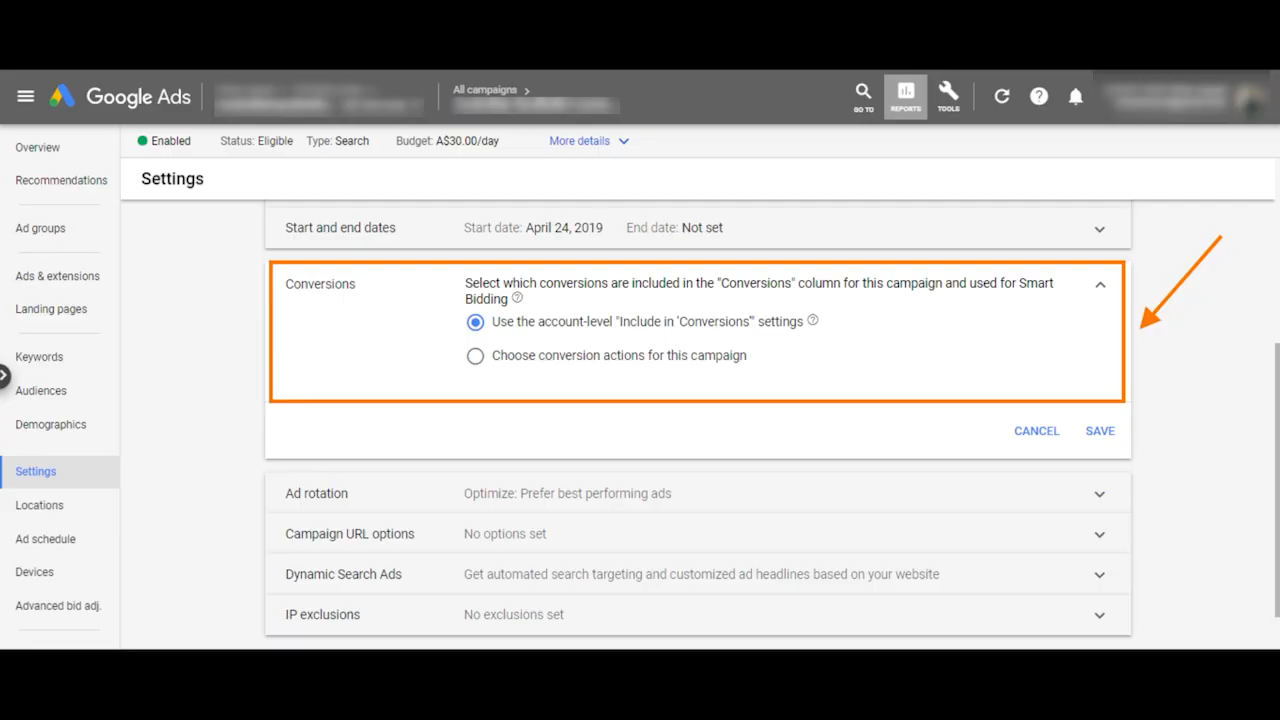 Google Ads
All campaigns
GO TO
REPORTS
TOOLS
Enabled Status: Eligible Type: Search Budget: A$30.00/day More details
Overview
Recommendations
Ad groups
Ads & extensions
Landing pages
Keywords
Audiences
Demographics
Settings
Locations
Ad schedule
Devices
Advanced bid adj.
Settings
Start and end dates Start date: April 24, 2019 End date: Not set
Conversions
Select which conversions are included in the "Conversions" column for this campaign and used for Smart
Bidding
Use the account-level "Include in 'Conversions'" settings
Choose conversion actions for this campaign
CANCEL SAVE
Ad rotation Optimize: Prefer best performing ads
Campaign URL options No options set
Dynamic Search Ads Get automated search targeting and customized ad headlines based on your website
IP exclusions No exclusions set